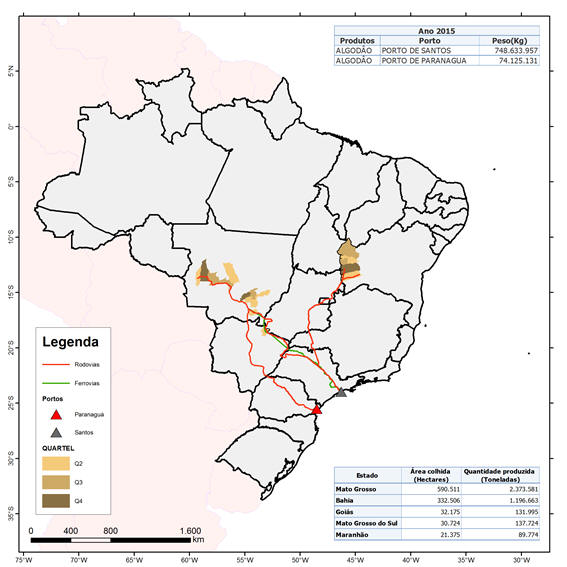 Ano 2015
Produtos Porto Peso(Kg)
ALGODÃO PORTO DE SANTOS 748.633.957
ALGODÃO PORTO DE PARANAGUA 74.125.131
5°N
0°
5°S
10°S
15°S
20°S
25°S
30°S
35°S
Legenda
Rodovias
Ferrovias
Portos
Paranaguá
Santos
QUARTEL
Q2
Q3
Q4
0 400 800 1.600
km
Estado Área colhida (Hectares) Quantidade produzida (Toneladas)
Mato Grosso 590.511 2.373.581
Bahia 332.506 1.196.663
Goiás 32.175 131.995
Mato Grosso do Sul 30.724 137.724
Maranhão 21.375 89.774
75°W 70°W 65°W 60°W 55°W 50°W 45°W 40°W 35°W 30°W